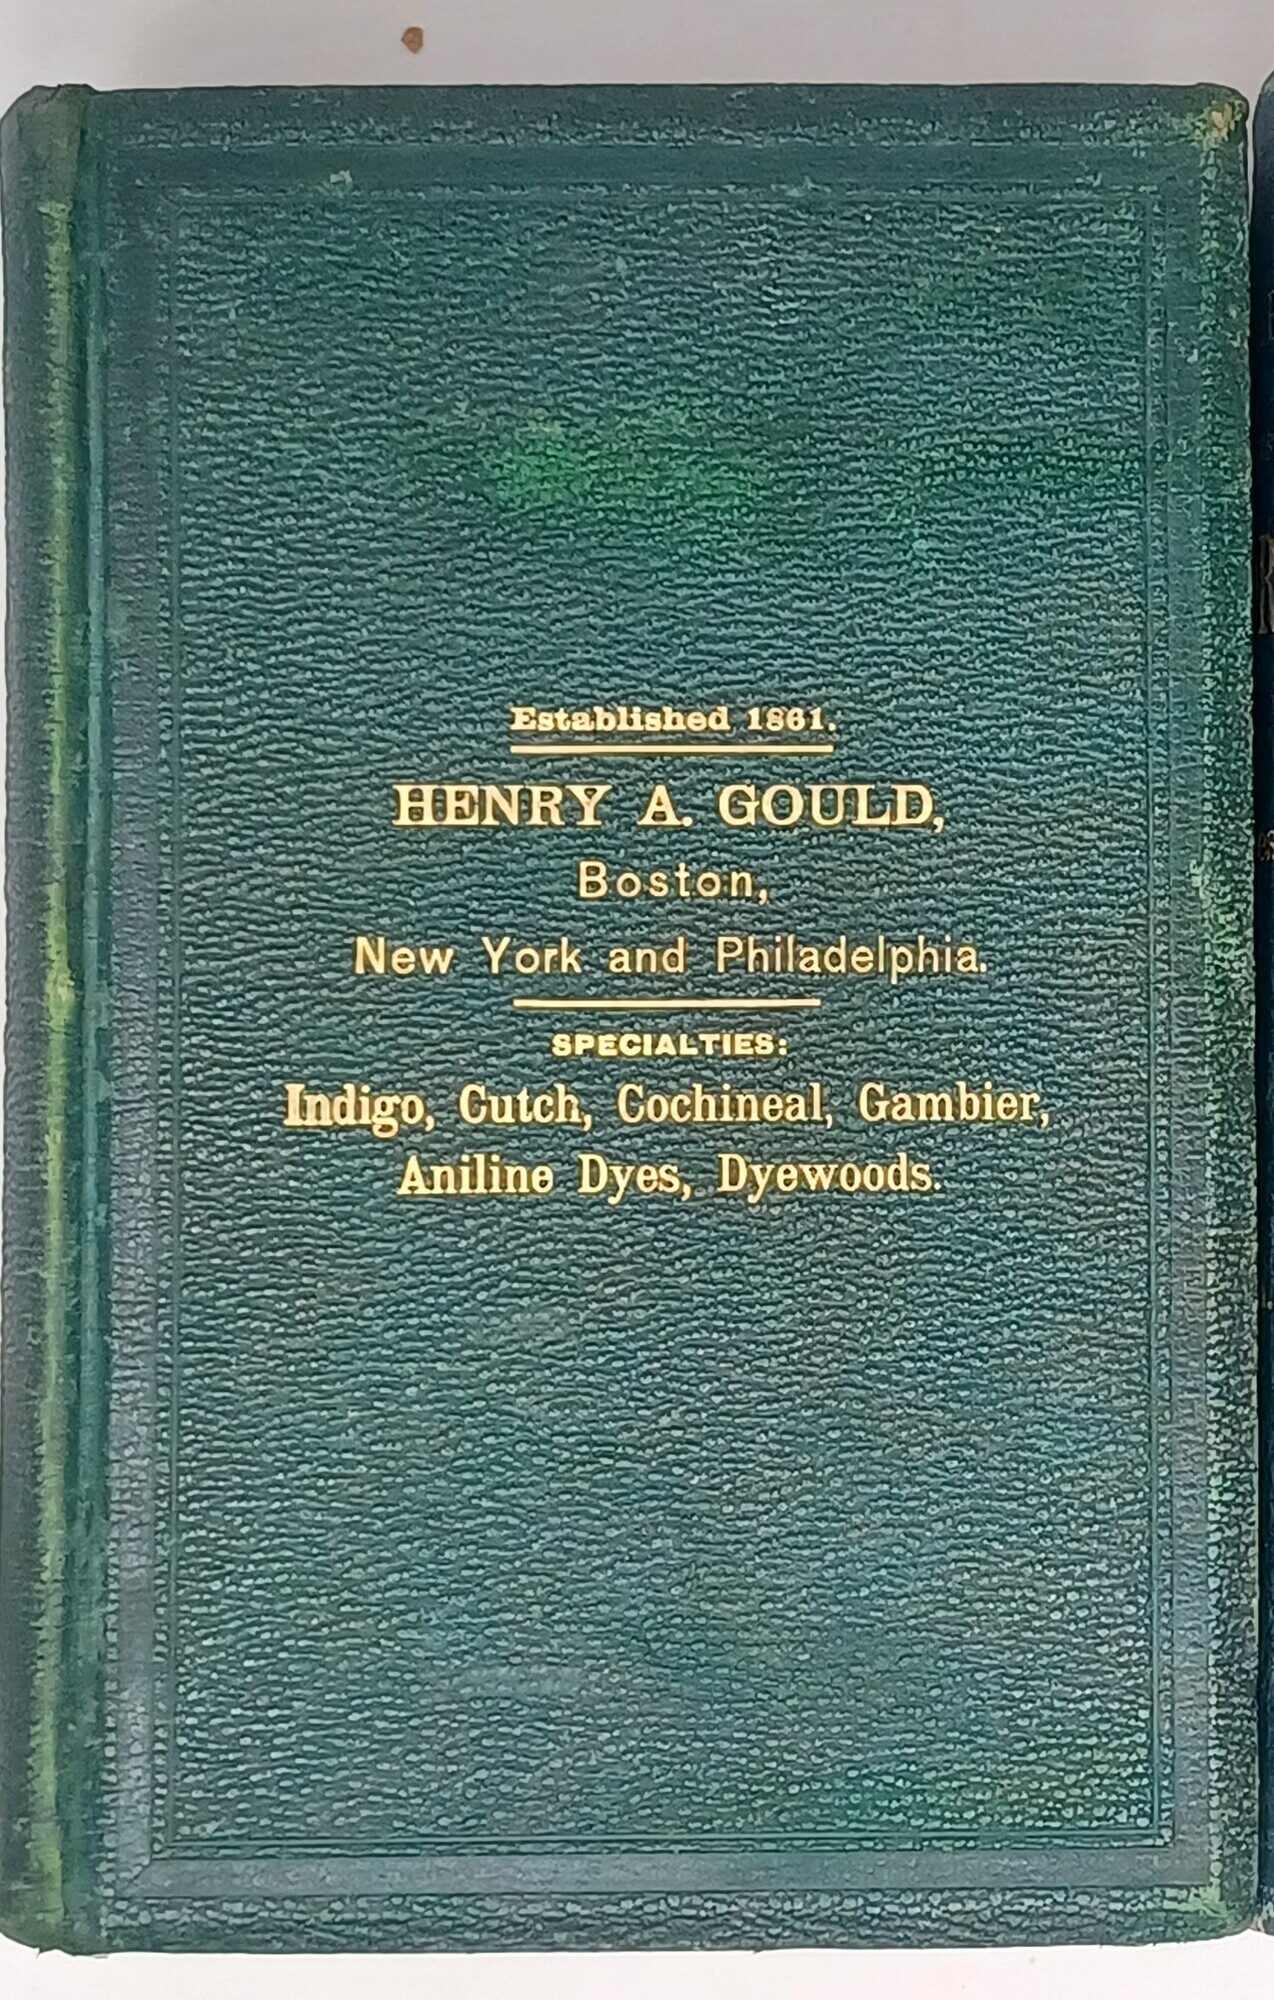 Established 1861.
HENRY A. GOULD,
Boston,
New York and Philadelphia.
SPECIALTIES:
Indigo, Cutch, Cochineal, Gambier,
Aniline Dyes, Dyewoods.